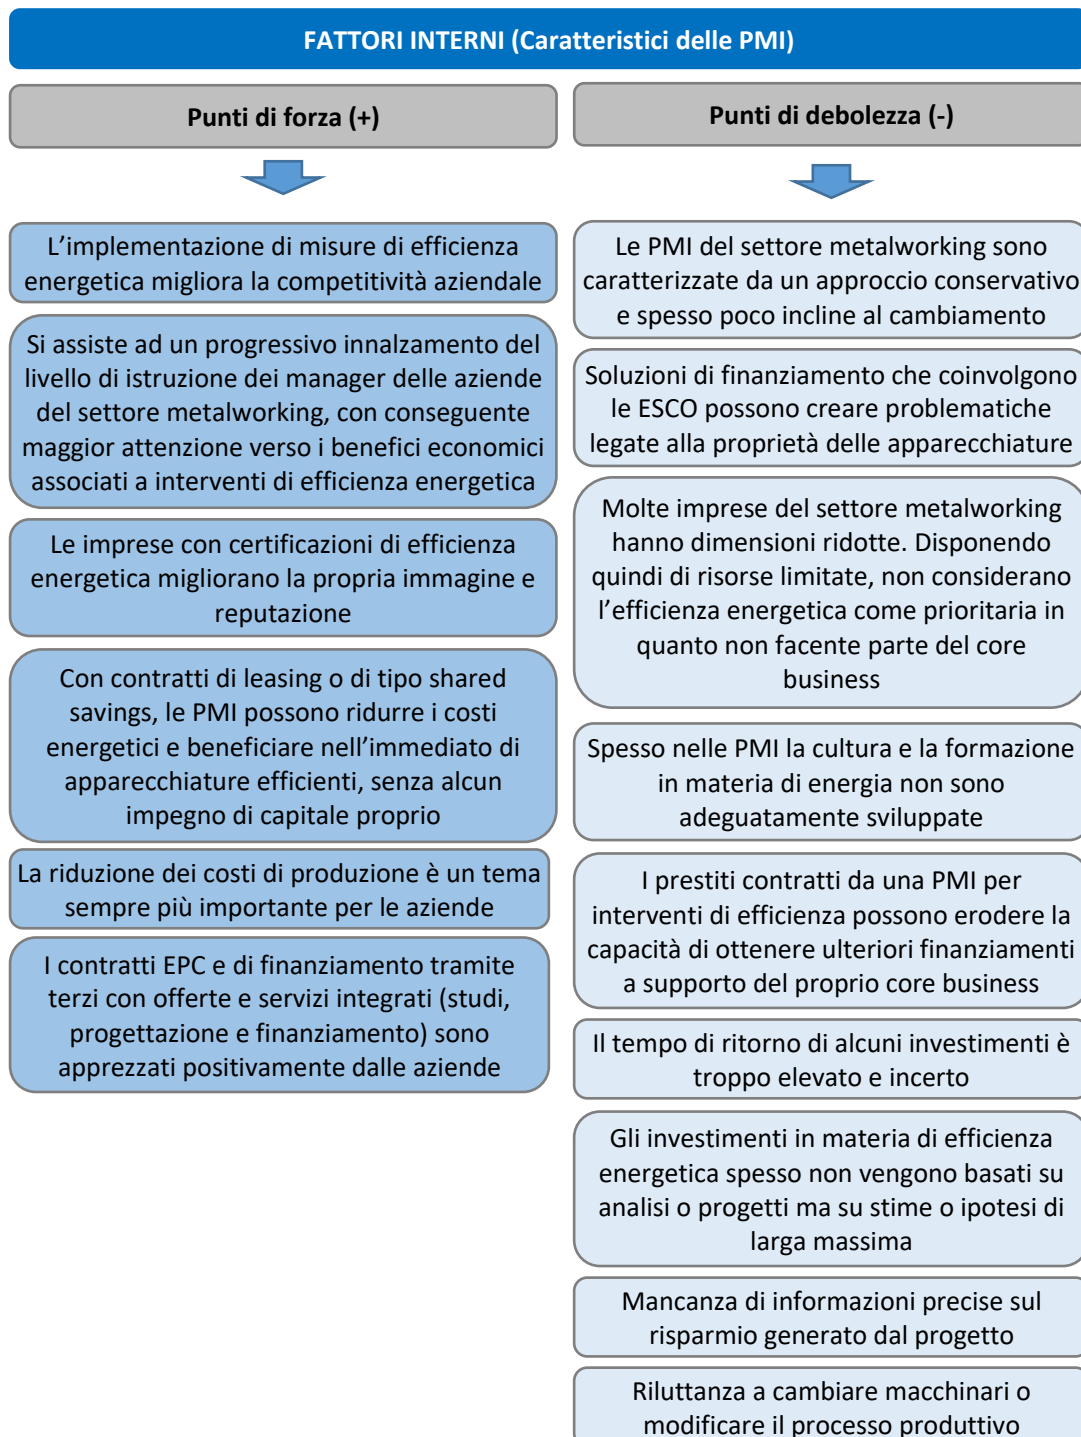 FATTORI INTERNI (Caratteristici delle PMI)
Punti di forza (+)
L’implementazione di misure di efficienza
energetica migliora la competitività aziendale
Si assiste ad un progressivo innalzamento del
livello di istruzione dei manager delle aziende
del settore metalworking, con conseguente
maggior attenzione verso i benefici economici
associati a interventi di efficienza energetica
Le imprese con certificazioni di efficienza
energetica migliorano la propria immagine e
reputazione
Con contratti di leasing o di tipo shared
savings, le PMI possono ridurre i costi
energetici e beneficiare nell’immediato di
apparecchiature efficienti, senza alcun
impegno di capitale proprio
La riduzione dei costi di produzione è un tema
sempre più importante per le aziende
I contratti EPC e di finanziamento tramite
terzi con offerte e servizi integrati (studi,
progettazione e finanziamento) sono
apprezzati positivamente dalle aziende
Punti di debolezza (-)
Le PMI del settore metalworking sono
caratterizzate da un approccio conservativo
e spesso poco incline al cambiamento
Soluzioni di finanziamento che coinvolgono
le ESCO possono creare problematiche
legate alla proprietà delle apparecchiature
Molte imprese del settore metalworking
hanno dimensioni ridotte. Disponendo
quindi di risorse limitate, non considerano
l’efficienza energetica come prioritaria in
quanto non facente parte del core
business
Spesso nelle PMI la cultura e la formazione
in materia di energia non sono
adeguatamente sviluppate
I prestiti contratti da una PMI per
interventi di efficienza possono erodere la
capacità di ottenere ulteriori finanziamenti
a supporto del proprio core business
Il tempo di ritorno di alcuni investimenti è
troppo elevato e incerto
Gli investimenti in materia di efficienza
energetica spesso non vengono basati su
analisi o progetti ma su stime o ipotesi di
larga massima
Mancanza di informazioni precise sul
risparmio generato dal progetto
Riluttanza a cambiare macchinari o
modificare il processo produttivo